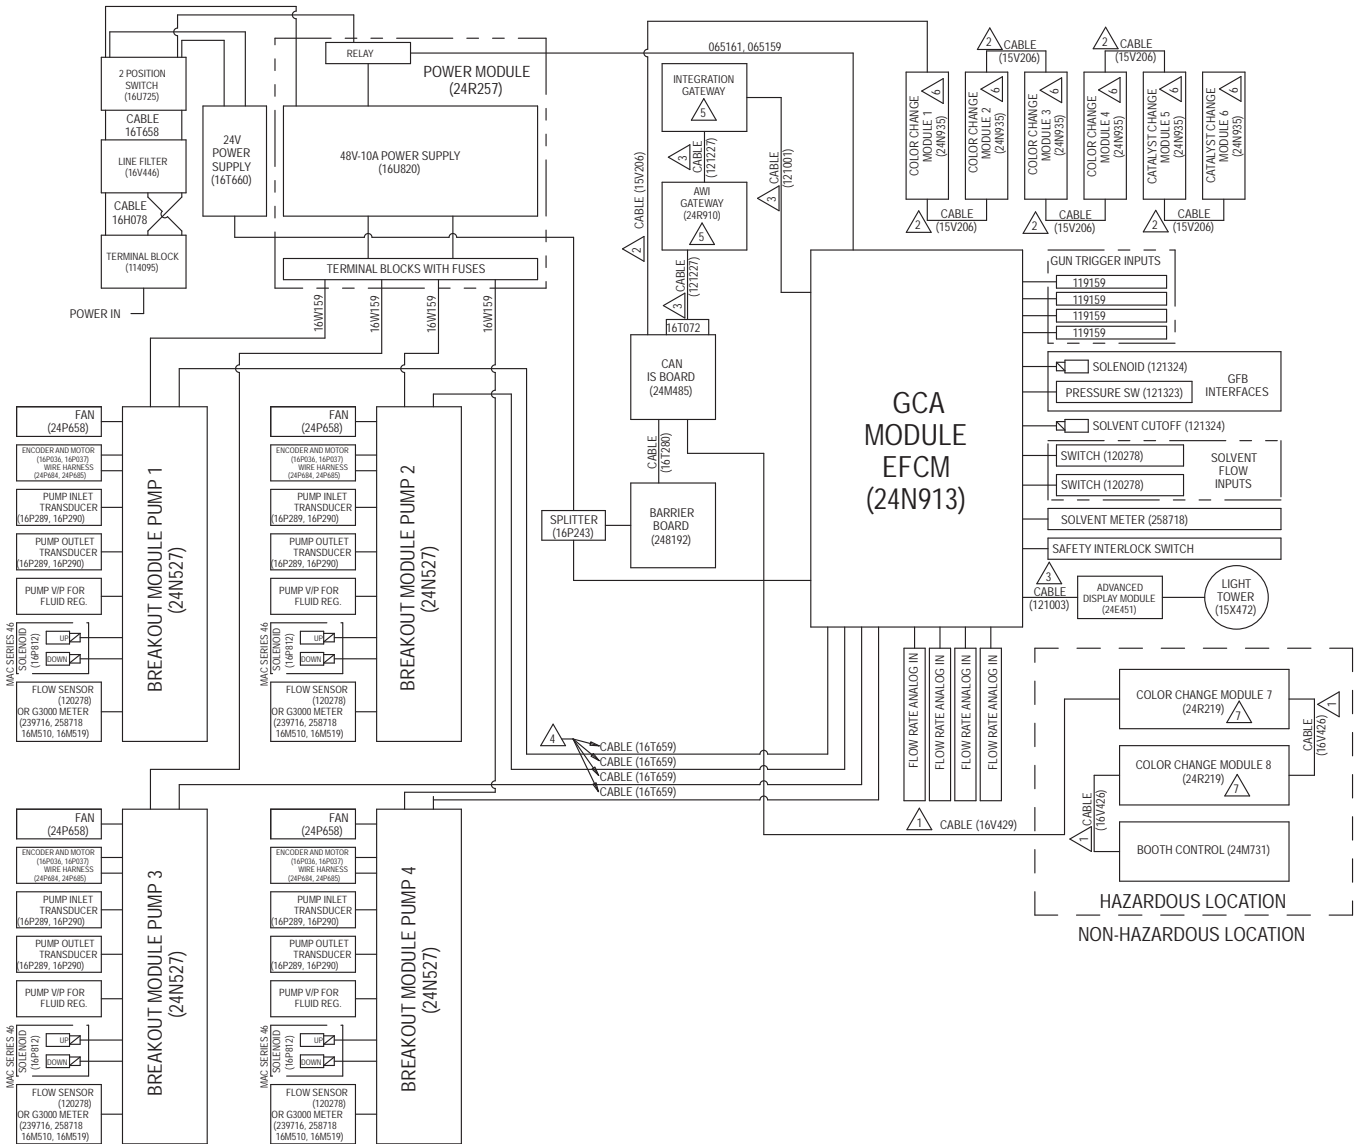 2 POSITION
SWITCH
(16U725)
CABLE
16T658
LINE FILTER
(16V446)
CABLE
16H078
TERMINAL BLOCK
(114095)
POWER IN
24V
POWER
SUPPLY
(16T660)
RELAY
POWER MODULE
(24R257)
48V-10A POWER SUPPLY
(16U820)
TERMINAL BLOCKS WITH FUSES
16W159
16W159
16W159
16W159
065161, 065159
INTEGRATION
GATEWAY
5
3
CABLE
(121227)
3
CABLE
(121001)
AWI
GATEWAY
(24R910)
5
CABLE (15V206)
2
CABLE
(121227)
3
16T072
CAN
IS BOARD
(24M485)
CABLE
(16T280)
BARRIER
BOARD
(248192)
SPLITTER
(16P243)
2
CABLE
(15V206)
2
CABLE
(15V206)
COLOR CHANGE
MODULE 1
(24N935)
6
COLOR CHANGE
MODULE 2
(24N935)
6
COLOR CHANGE
MODULE 3
(24N935)
6
COLOR CHANGE
MODULE 4
(24N935)
6
CATALYST CHANGE
MODULE 5
(24N935)
6
CATALYST CHANGE
MODULE 6
(24N935)
6
2
CABLE
(15V206)
2
CABLE
(15V206)
2
CABLE
(15V206)
GCA
MODULE
EFCM
(24N913)
GUN TRIGGER INPUTS
119159
119159
119159
119159
SOLENOID (121324)
PRESSURE SW (121323)
GFB
INTERFACES
SOLVENT CUTOFF (121324)
SWITCH (120278)
SWITCH (120278)
SOLVENT
FLOW
INPUTS
SOLVENT METER (258718)
SAFETY INTERLOCK SWITCH
3
CABLE
(121003)
ADVANCED
DISPLAY MODULE
(24E451)
LIGHT
TOWER
(15X472)
FLOW RATE ANALOG IN
FLOW RATE ANALOG IN
FLOW RATE ANALOG IN
FLOW RATE ANALOG IN
1
CABLE (16V429)
COLOR CHANGE MODULE 7
(24R219)
7
1
CABLE
(16V426)
COLOR CHANGE MODULE 8
(24R219)
7
1
CABLE
(16V426)
BOOTH CONTROL (24M731)
HAZARDOUS LOCATION
NON-HAZARDOUS LOCATION
4
CABLE (16T659)
CABLE (16T659)
CABLE (16T659)
CABLE (16T659)
FAN
(24P658)
ENCODER AND MOTOR
(16P036, 16P037)
WIRE HARNESS
(24P684, 24P685)
PUMP INLET
TRANSDUCER
(16P289, 16P290)
PUMP OUTLET
TRANSDUCER
(16P289, 16P290)
PUMP V/P FOR
FLUID REG.
MAC SERIES 46
SOLENOID
(16P812)
UP
DOWN
FLOW SENSOR
(120278)
OR G3000 METER
(239716, 258718
16M510, 16M519)
BREAKOUT MODULE PUMP 1
(24N527)
FAN
(24P658)
ENCODER AND MOTOR
(16P036, 16P037)
WIRE HARNESS
(24P684, 24P685)
PUMP INLET
TRANSDUCER
(16P289, 16P290)
PUMP OUTLET
TRANSDUCER
(16P289, 16P290)
PUMP V/P FOR
FLUID REG.
MAC SERIES 46
SOLENOID
(16P812)
UP
DOWN
FLOW SENSOR
(120278)
OR G3000 METER
(239716, 258718
16M510, 16M519)
BREAKOUT MODULE PUMP 2
(24N527)
FAN
(24P658)
ENCODER AND MOTOR
(16P036, 16P037)
WIRE HARNESS
(24P684, 24P685)
PUMP INLET
TRANSDUCER
(16P289, 16P290)
PUMP OUTLET
TRANSDUCER
(16P289, 16P290)
PUMP V/P FOR
FLUID REG.
MAC SERIES 46
SOLENOID
(16P812)
UP
DOWN
FLOW SENSOR
(120278)
OR G3000 METER
(239716, 258718
16M510, 16M519)
BREAKOUT MODULE PUMP 3
(24N527)
FAN
(24P658)
ENCODER AND MOTOR
(16P036, 16P037)
WIRE HARNESS
(24P684, 24P685)
PUMP INLET
TRANSDUCER
(16P289, 16P290)
PUMP OUTLET
TRANSDUCER
(16P289, 16P290)
PUMP V/P FOR
FLUID REG.
MAC SERIES 46
SOLENOID
(16P812)
UP
DOWN
FLOW SENSOR
(120278)
OR G3000 METER
(239716, 258718
16M510, 16M519)
BREAKOUT MODULE PUMP 4
(24N527)